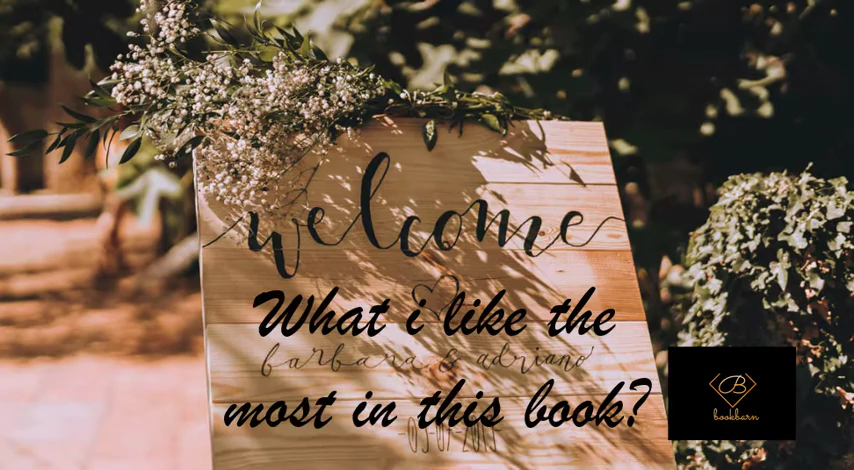 welcome
What i like the
barbara & adriano
most in this book?
B
bookbarn